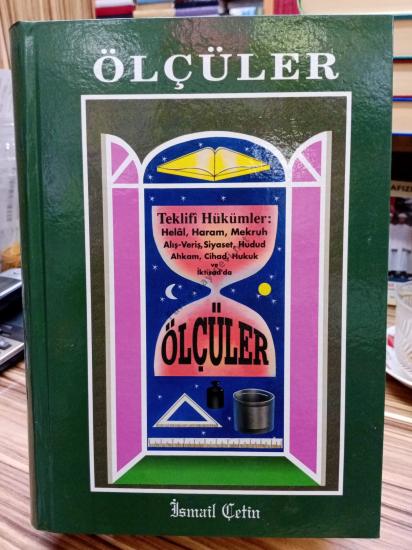 ÖLÇÜLER
Teklifî Hükümler:
Helâl, Haram, Mekruh
Alış-Veriş, Siyaset, Hudud
Ahkam, Cihad, Hukuk
ve
İktisad'da
ÖLÇÜLER
İsmail Çetin